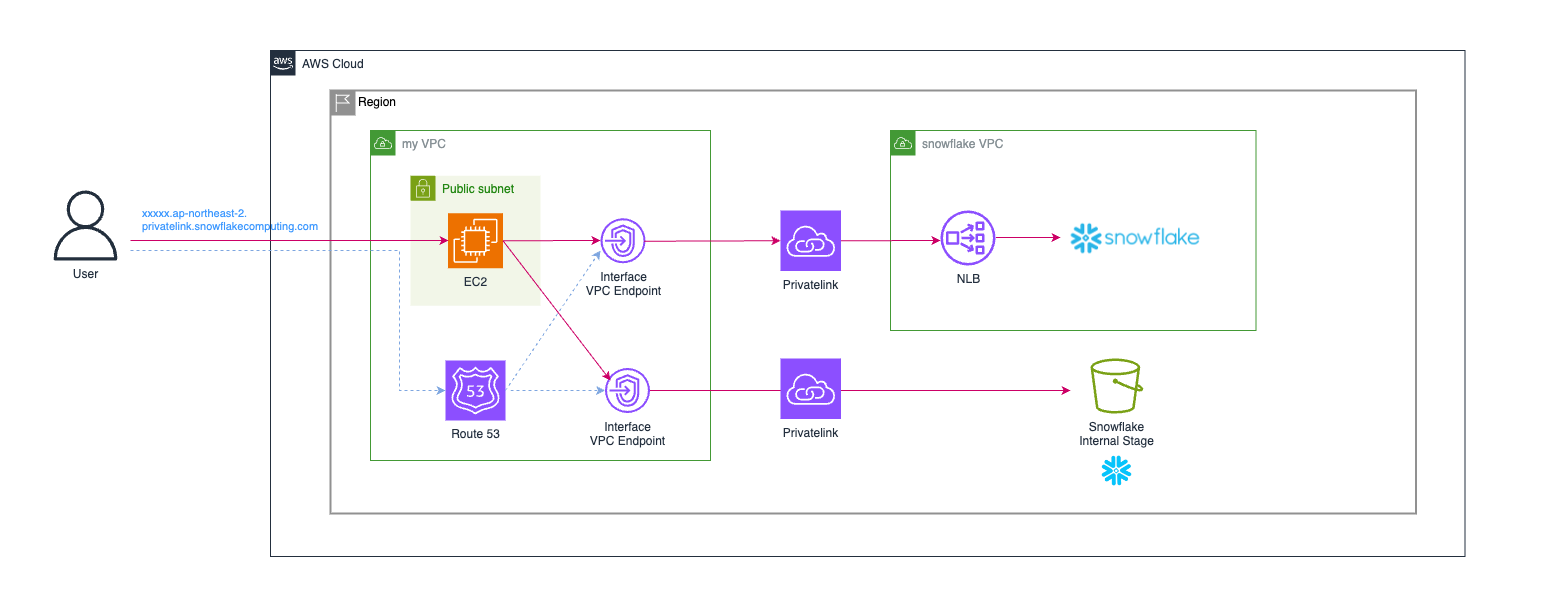 aws
AWS Cloud
Region
my VPC
snowflake VPC
Public subnet
xxxxx.ap-northeast-2.
privatelink.snowflakecomputing.com
User
EC2
Interface
VPC Endpoint
Privatelink
NLB
snowflake
53
Route 53
Interface
VPC Endpoint
Privatelink
Snowflake
Internal Stage